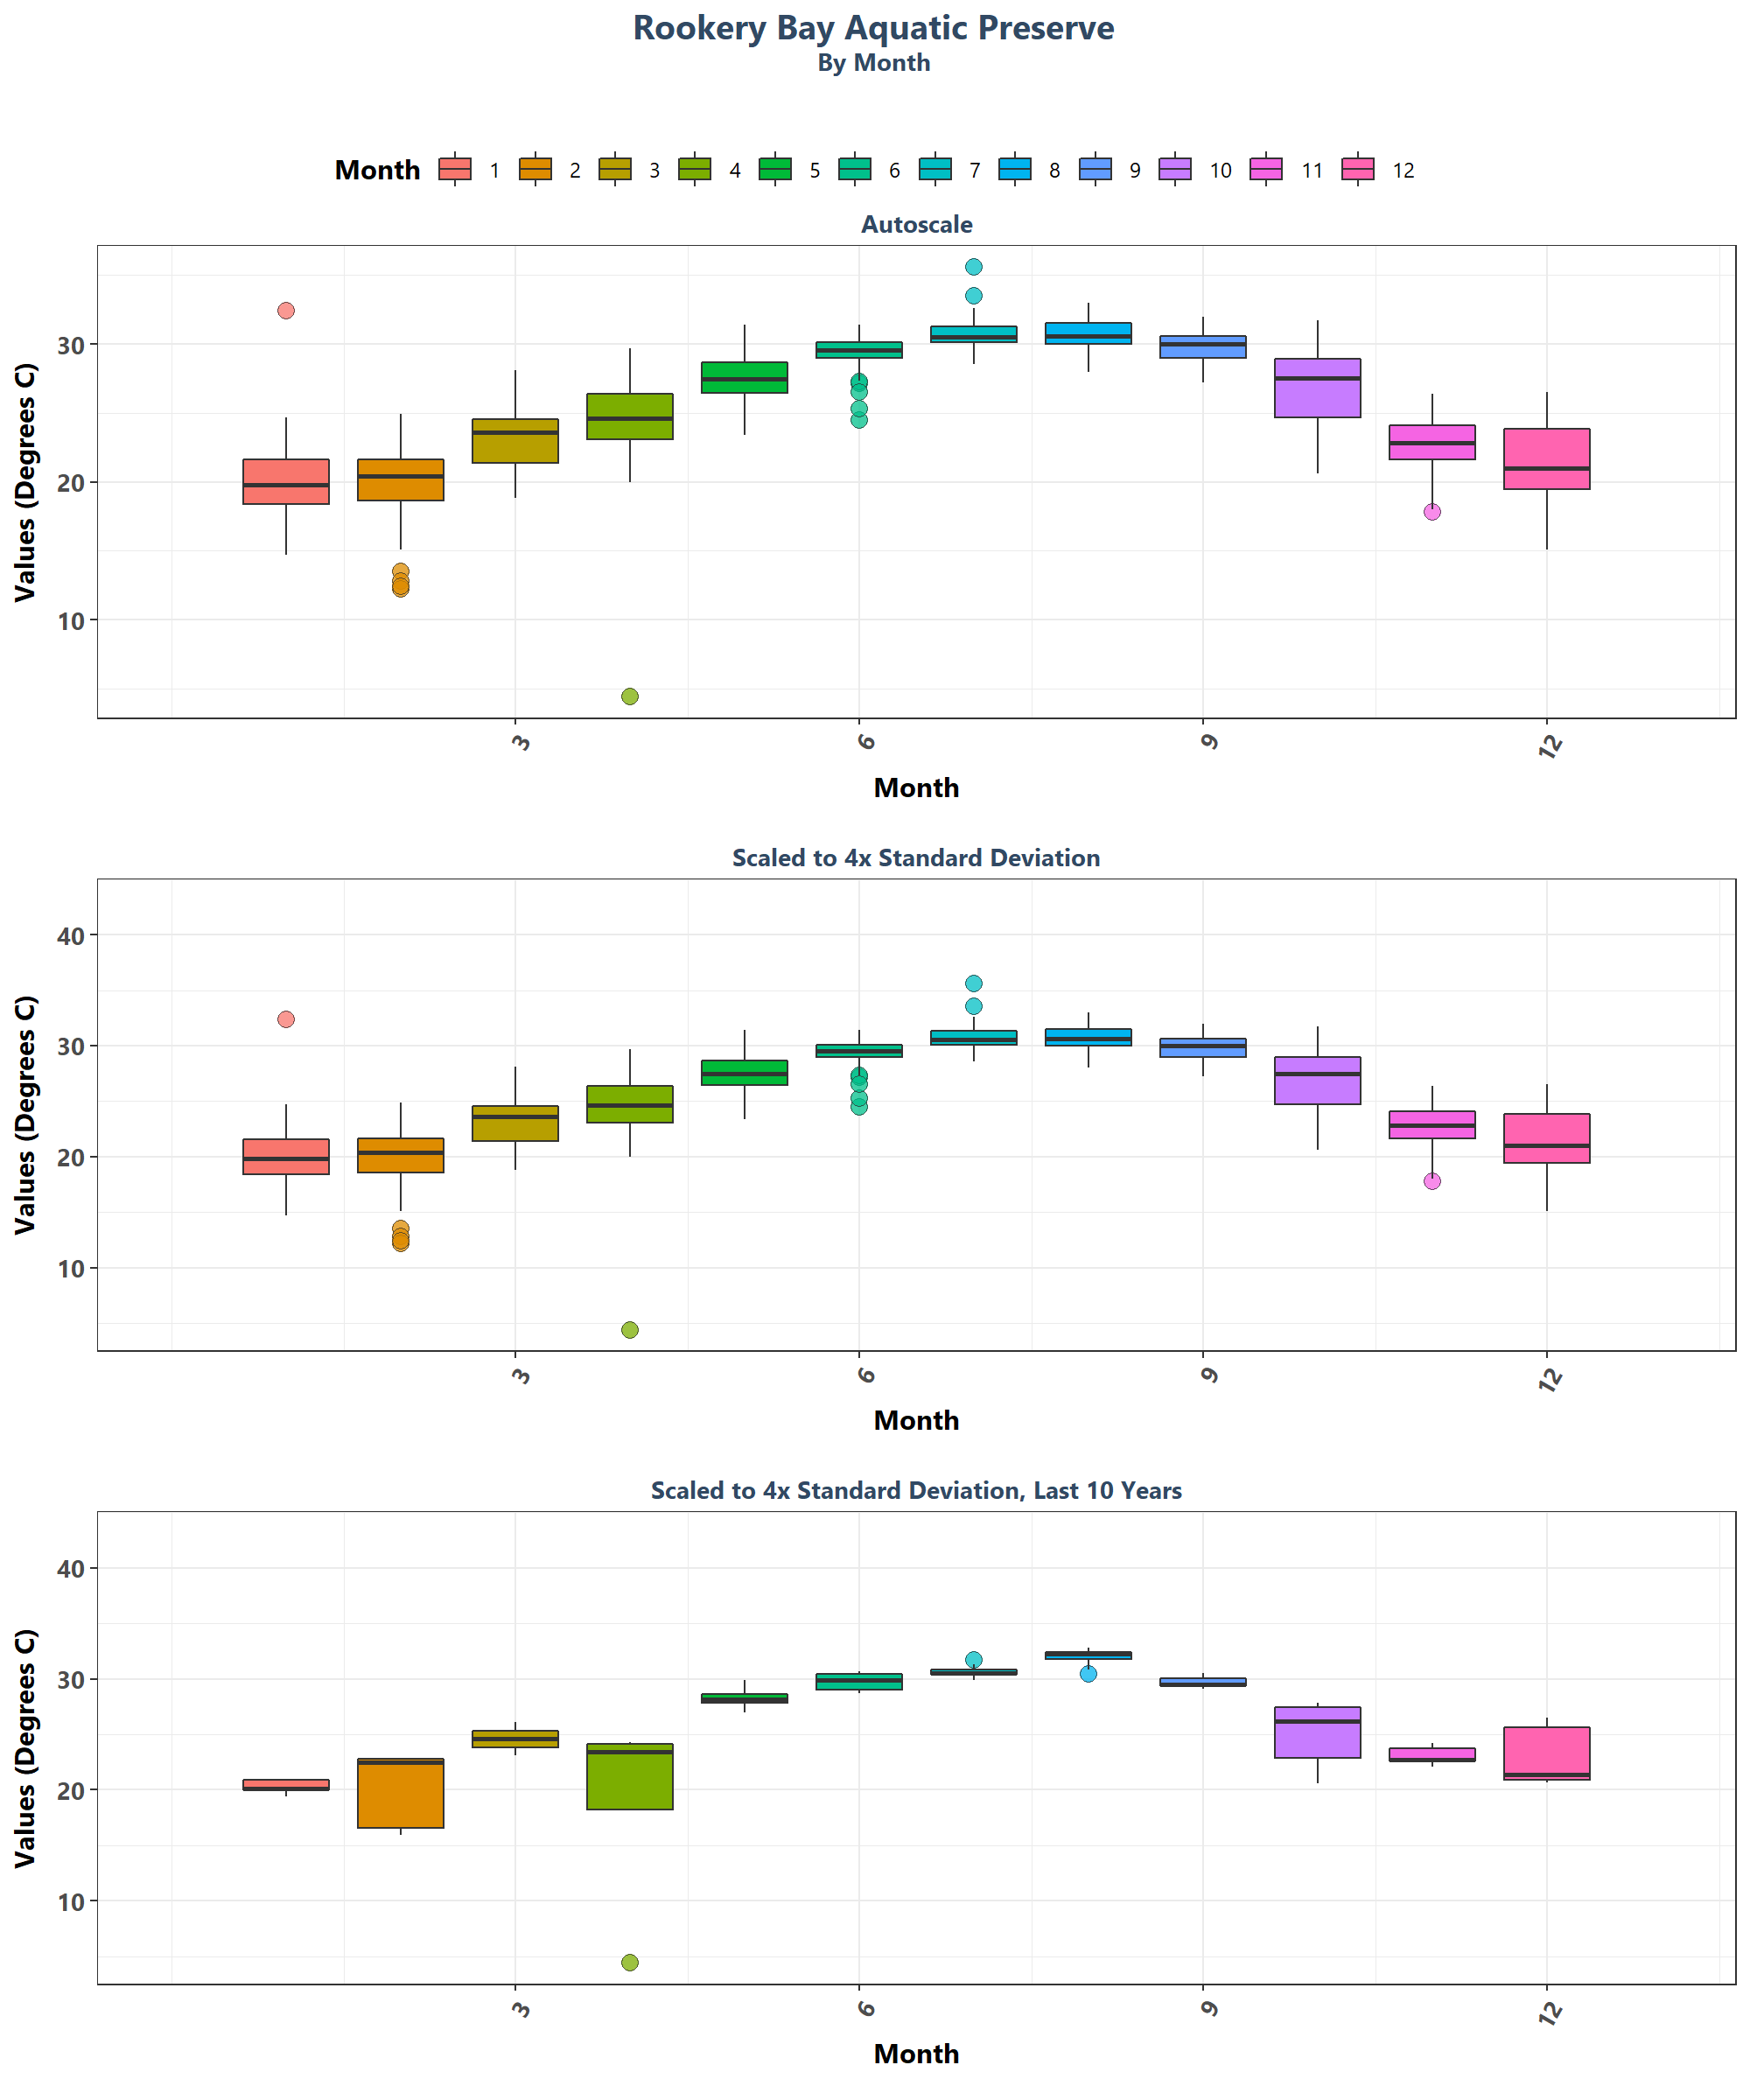 Rookery Bay Aquatic Preserve
By Month
Month 1 2 3 4 5 6 7 8 9 10 11 12
Autoscale
Values (Degrees C)
30
20
10
3 6 9 12
Month
Scaled to 4x Standard Deviation
Values (Degrees C)
40
30
20
10
3 6 9 12
Month
Scaled to 4x Standard Deviation, Last 10 Years
Values (Degrees C)
40
30
20
10
3 6 9 12
Month